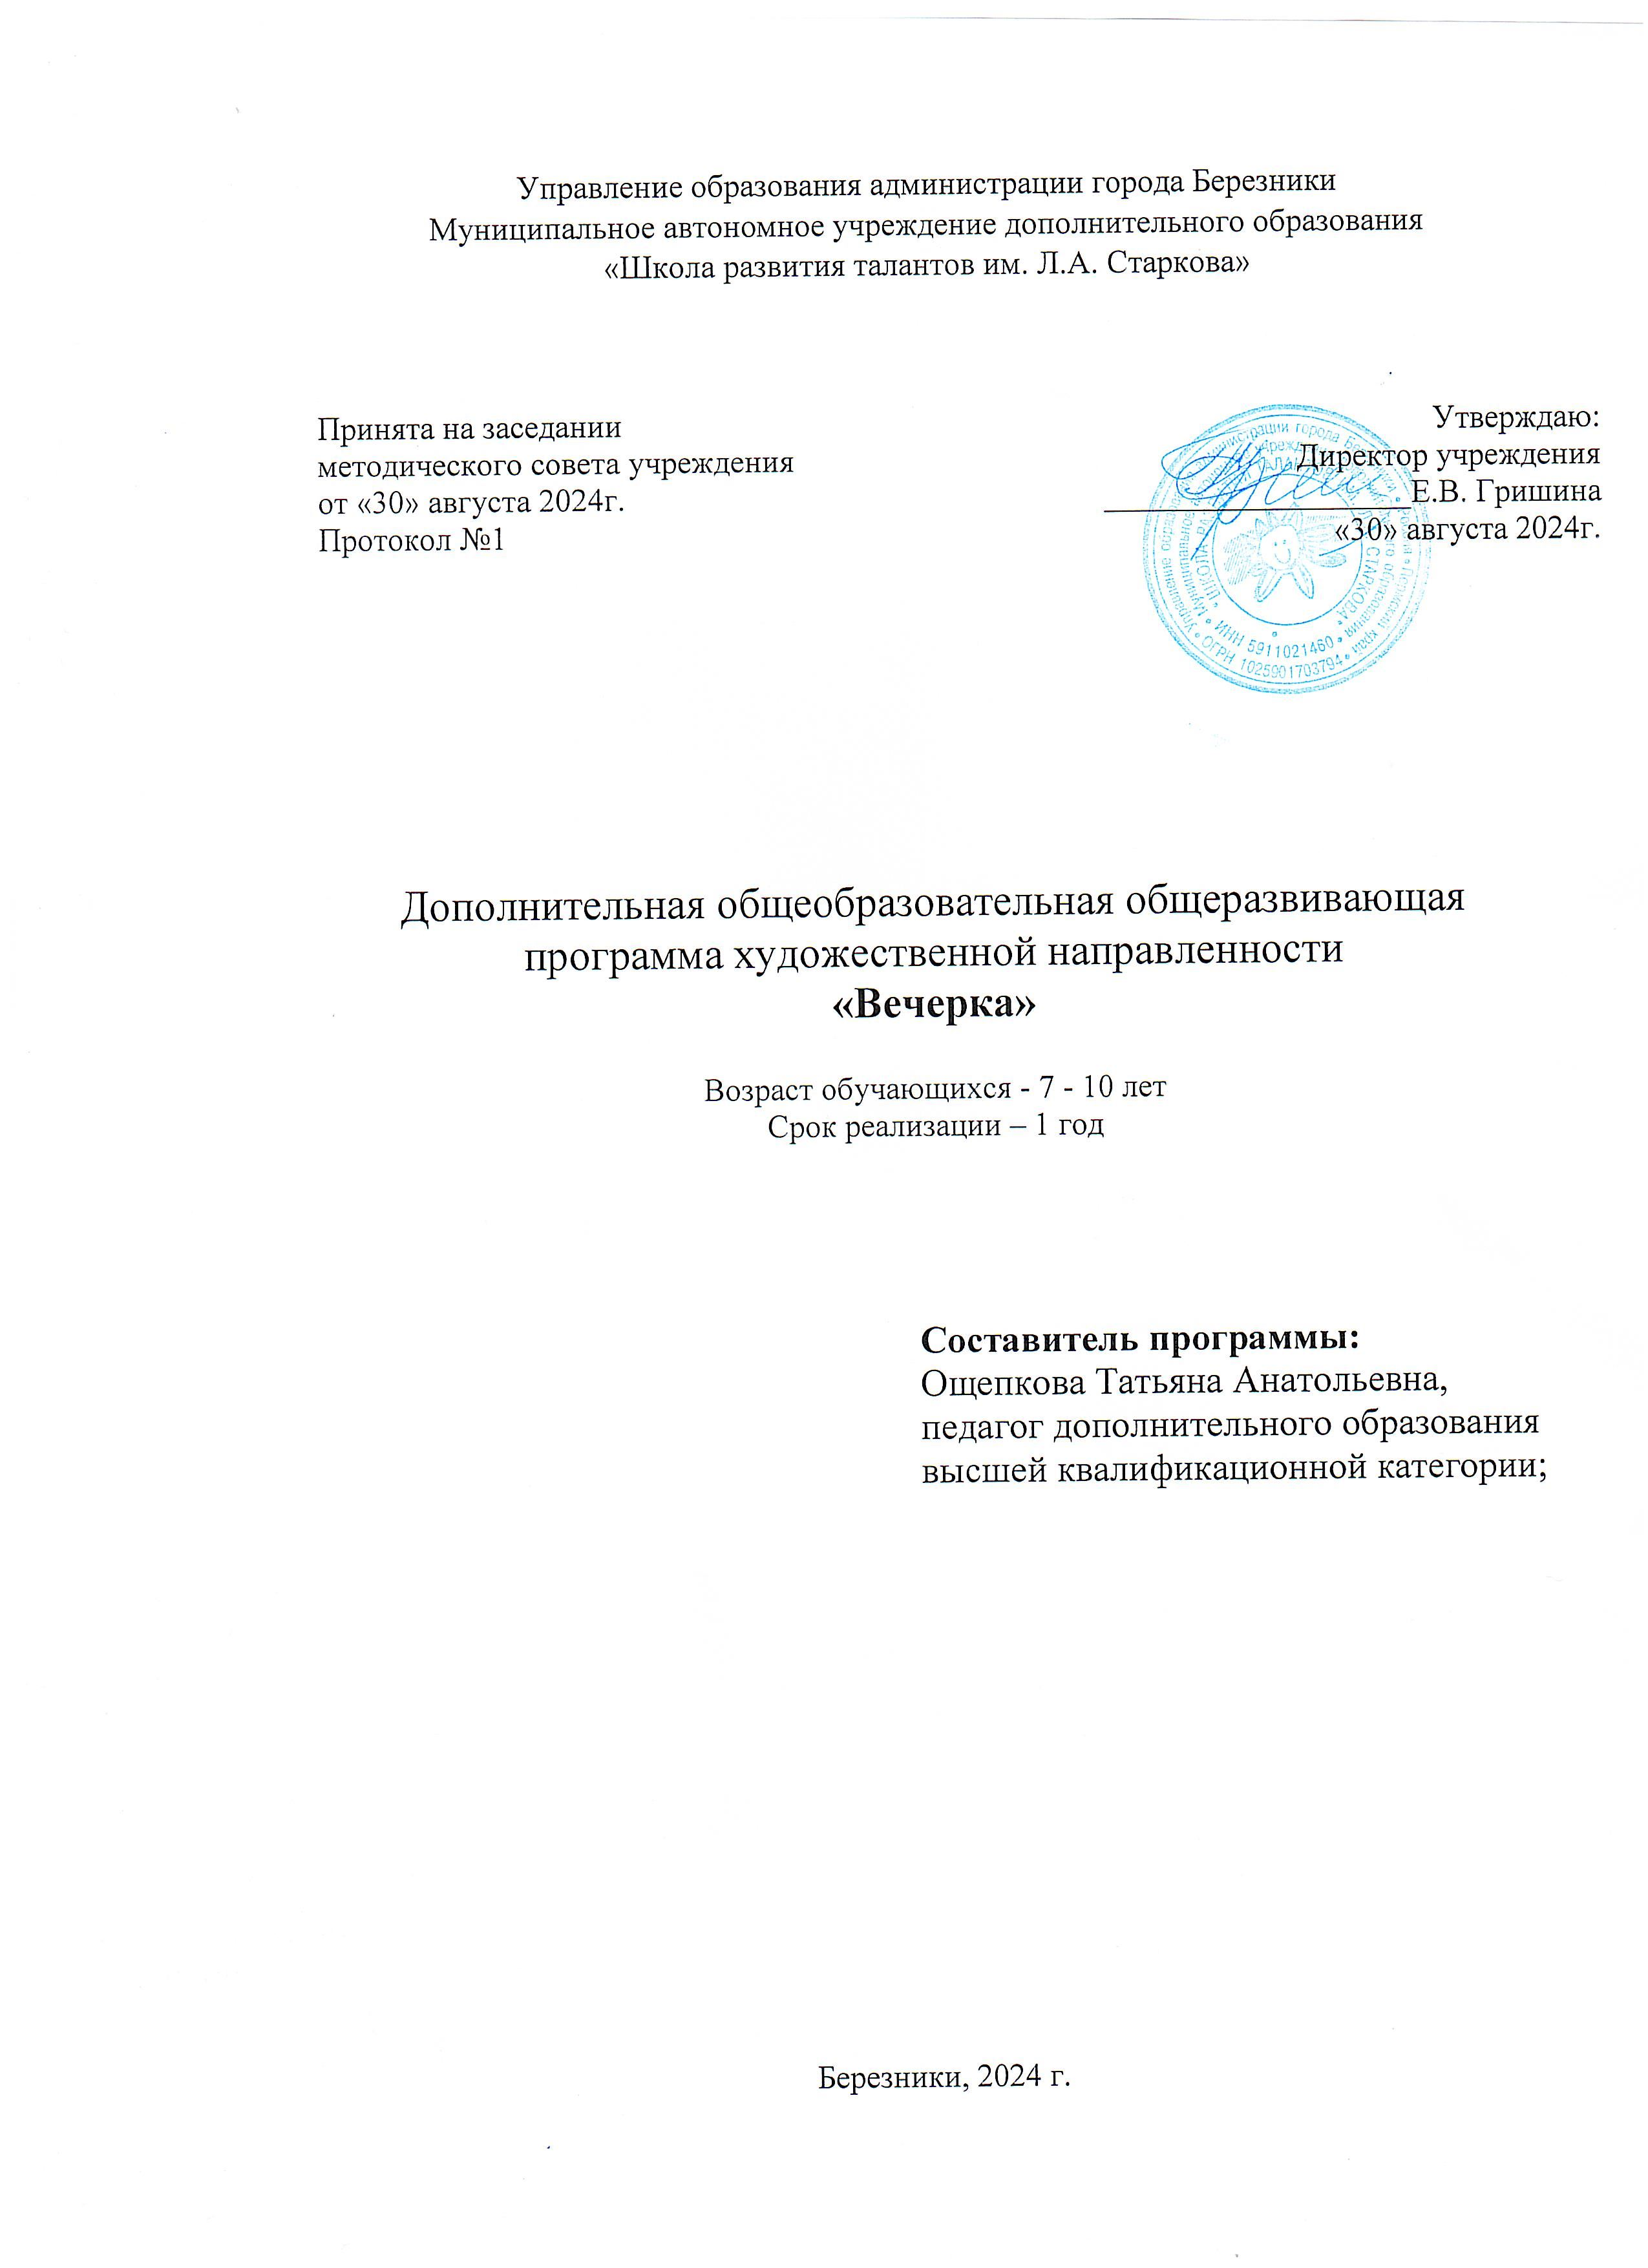 Управление образования администрации города Березники
Муниципальное автономное учреждение дополнительного образования
«Школа развития талантов им. Л.А. Старкова»
Принята на заседании
методического совета учреждения
от «30» августа 2024г.
Протокол №1
Утверждаю:
Директор учреждения
Е.В. Гришина
«30» августа 2024г.
СТАРКОВА
ИНН 5911021460
ОГРН 1025901703794
Дополнительная общеобразовательная общеразвивающая
программа художественной направленности
«Вечерка»
Возраст обучающихся - 7 - 10 лет
Срок реализации – 1 год
Составитель программы:
Ощепкова Татьяна Анатольевна,
педагог дополнительного образования
высшей квалификационной категории;
Березники, 2024 г.